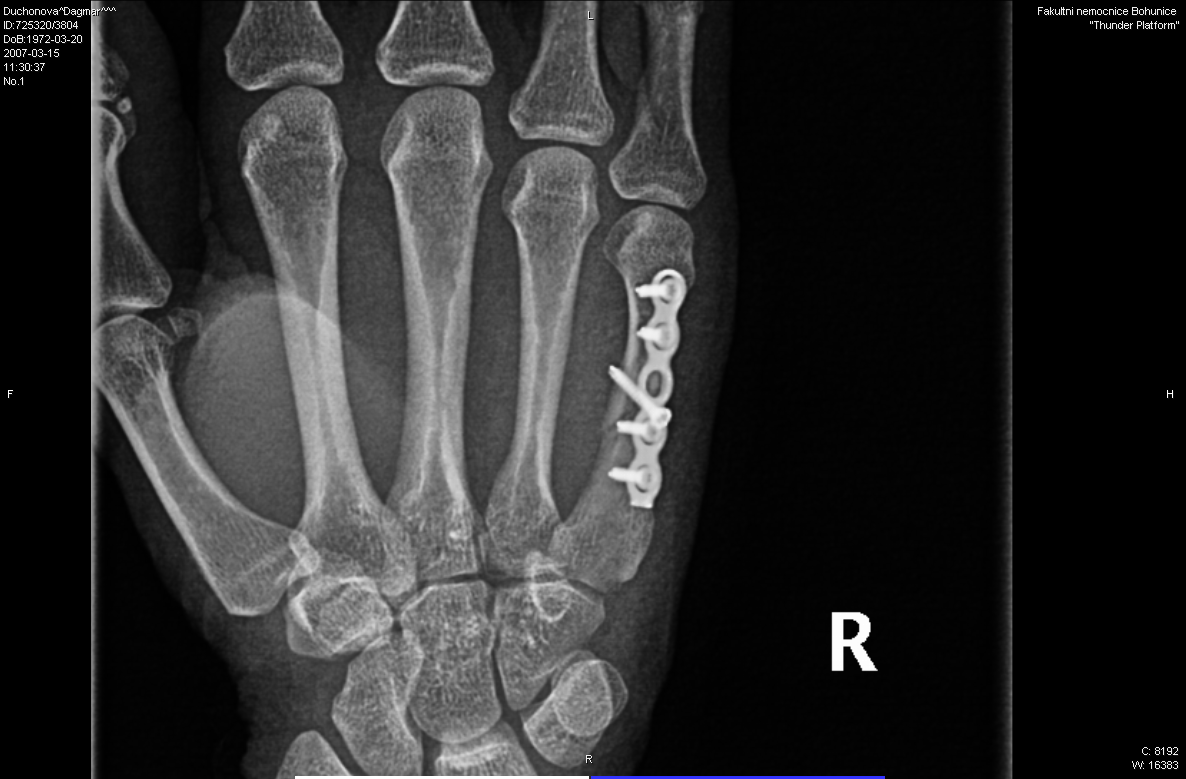 Duchonova^Dagmar^^^
ID:725320/3804
DoB:1972-03-20
2007-03-15
11:30:37
No.1
L
Fakultni nemocnice Bohunice
"Thunder Platform"
F
H
R
R
C: 8192
W: 16383